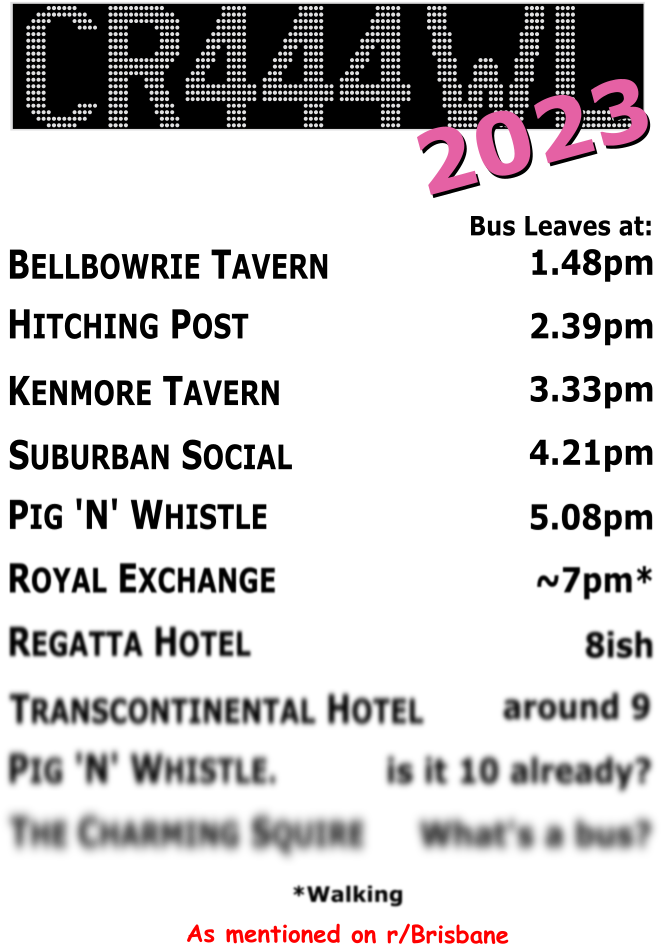 CR444WL
2023
Bus Leaves at:
BELLBOWRIE TAVERN 1.48pm
HITCHING POST 2.39pm
KENMORE TAVERN 3.33pm
SUBURBAN SOCIAL 4.21pm
PIG 'N' WHISTLE 5.08pm
ROYAL EXCHANGE ~7pm*
REGATTA HOTEL 8ish
TRANSCONTINENTAL HOTEL around 9
PIG 'N' WHISTLE. is it 10 already?
THE CHARMING SQUIRE What's a bus?
*Walking
As mentioned on r/Brisbane